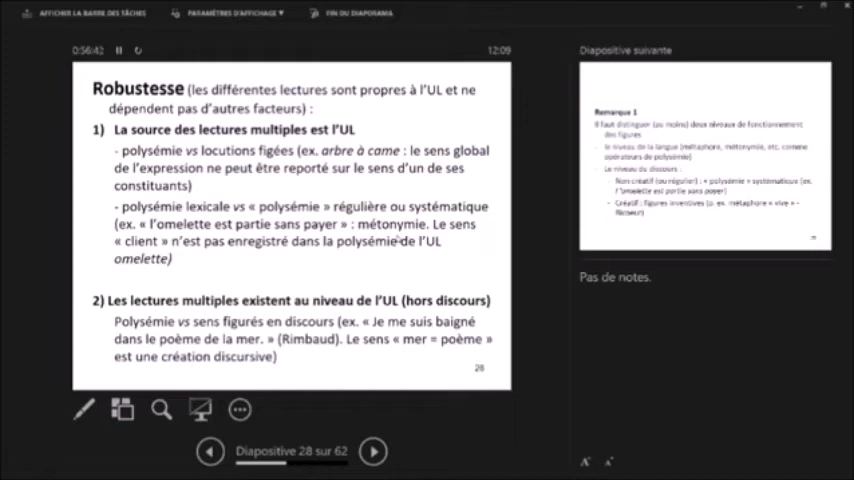 AFFICHER LA BARRE DES TÂCHES PARAMÈTRES D'AFFICHAGE ▼ FIN DU DIAPORAMA
0:56:42 12:09
Robustesse (les différentes lectures sont propres à l'UL et ne
dépendent pas d'autres facteurs) :
1) La source des lectures multiples est l'UL
- polysémie vs locutions figées (ex. arbre à came : le sens global
de l'expression ne peut être reporté sur le sens d'un de ses
constituants)
- polysémie lexicale vs « polysémie » régulière ou systématique
(ex. « l'omelette est partie sans payer » : métonymie. Le sens
« client » n'est pas enregistré dans la polysémie de l'UL
omelette)
2) Les lectures multiples existent au niveau de l'UL (hors discours)
Polysémie vs sens figurés en discours (ex. « Je me suis baigné
dans le poème de la mer. » (Rimbaud). Le sens « mer = poème »
est une création discursive)
28
Diapositive 28 sur 62
Diapositive suivante
Remarque 1
Il faut distinguer (au moins) deux niveaux de fonctionnement
des figures
- le niveau de la langue (métaphore, métonymie, etc. comme
opérateurs de polysémie)
- Le niveau du discours :
- Non créatif (ou régulier) : « polysémie » systématique (ex.
l'omelette est partie sans payer)
- Créatif : figures inventives (p. ex. métaphore « vive » -
Ricoeur)
Pas de notes.